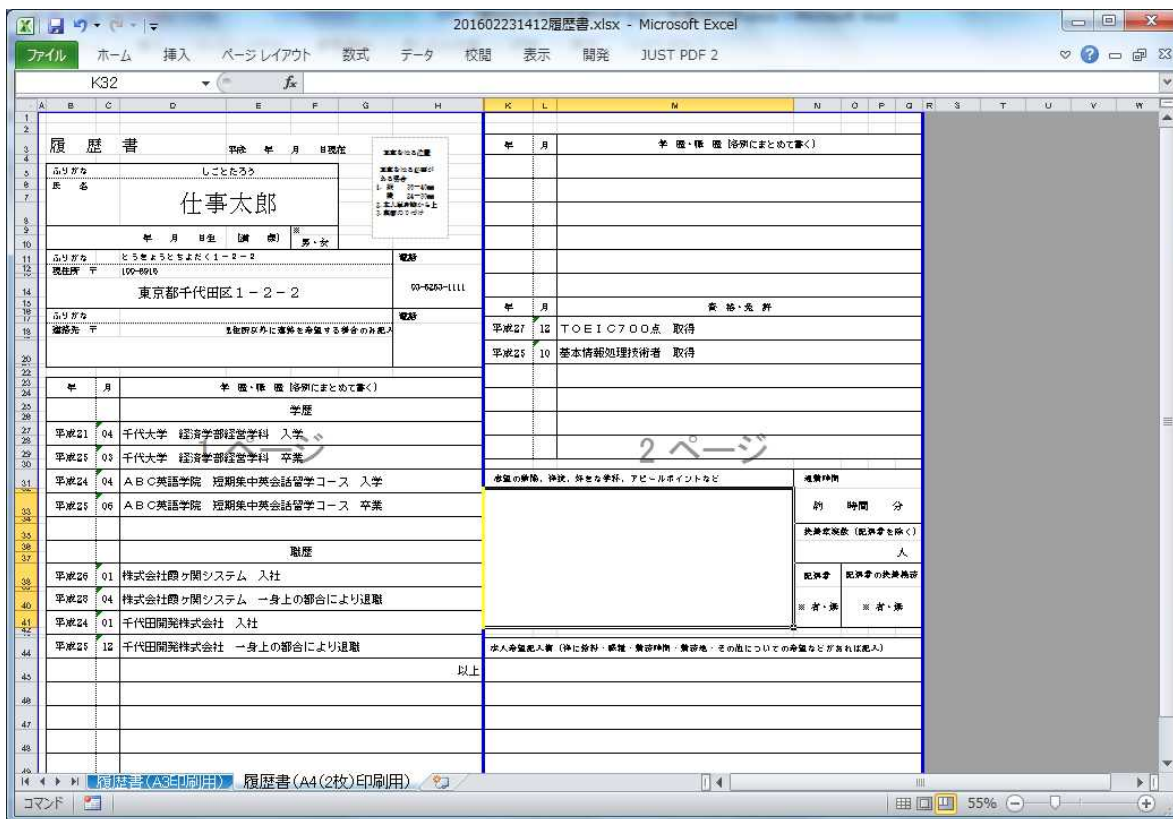 201602231412履歴書.xlsx - Microsoft Excel
ファイル ホーム 挿入 ページレイアウト 数式 データ 校閲 表示 開発 JUST PDF 2
K32 fx
A B C D E F G H K L M N O P Q R S T U V W
履 歴 書 平成 年 月 日現在
ふりがな しごとたろう
氏 名
仕事太郎
年 月 日生 (満 歳) ※ 男・女
ふりがな とうきょうとちよだく1-2-2 電話
現住所 〒 100-8916
東京都千代田区1-2-2 03-5253-1111
ふりがな 電話
連絡先 〒
年 月 学 歴・職 歴 (各別にまとめて書く)
学歴
平成21 04 千代大学 経済学部経営学科 入学
平成25 03 千代大学 経済学部経営学科 卒業
平成24 04 ABC英語学院 短期集中英会話留学コース 入学
平成25 06 ABC英語学院 短期集中英会話留学コース 卒業
職歴
平成26 01 株式会社霞ヶ関システム 入社
平成28 04 株式会社霞ヶ関システム 一身上の都合により退職
平成24 01 千代田開発株式会社 入社
平成25 12 千代田開発株式会社 一身上の都合により退職
以上
1 ページ
年 月 学 歴・職 歴 (各別にまとめて書く)
年 月 資 格・免 許
平成27 12 TOEIC700点 取得
平成25 10 基本情報処理技術者 取得
2 ページ
志望の動機、特技、好きな学科、アピールポイントなど
通勤時間
約 時間 分
扶養家族数 (配偶者を除く)
人
配偶者 配偶者の扶養義務
※ 有・無 ※ 有・無
本人希望記入欄 (特に給料・職種・勤務時間・勤務地・その他についての希望などがあれば記入)
履歴書(A3印刷用) 履歴書(A4(2枚)印刷用)
コマンド 55%